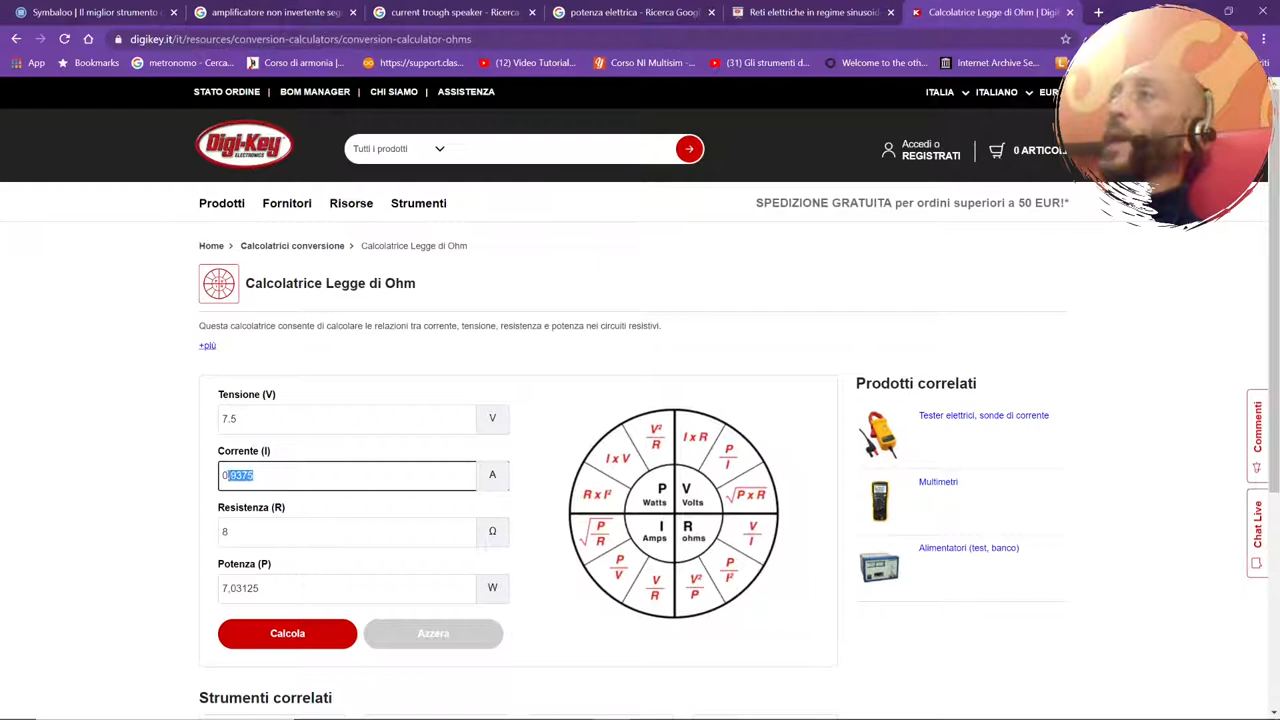 Symbaloo | Il miglior strumento d
amplificatore non invertente seg
current trough speaker - Ricerca
potenza elettrica - Ricerca Googl
Reti elettriche in regime sinusoid
Calcolatrice Legge di Ohm | Digi
digikey.it/it/resources/conversion-calculators/conversion-calculator-ohms
App
Bookmarks
metronomo - Cerca...
Corso di armonia |...
https://support.class...
(12) Video Tutorial...
Corso NI Multisim -...
(31) Gli strumenti d...
Welcome to the oth...
Internet Archive Se...
STATO ORDINE | BOM MANAGER | CHI SIAMO | ASSISTENZA
ITALIA ITALIANO EUR
Digi-Key
ELECTRONICS
Tutti i prodotti
Accedi o
REGISTRATI
0 ARTICOL
Prodotti Fornitori Risorse Strumenti
SPEDIZIONE GRATUITA per ordini superiori a 50 EUR!*
Home > Calcolatrici conversione > Calcolatrice Legge di Ohm
Calcolatrice Legge di Ohm
Questa calcolatrice consente di calcolare le relazioni tra corrente, tensione, resistenza e potenza nei circuiti resistivi.
+più
Tensione (V)
7.5 V
Corrente (I)
0,9375 A
Resistenza (R)
8 Ω
Potenza (P)
7,03125 W
Calcola Azzera
V²/R
I x R
I x V
P/I
R x I²
√P x R
P Watts
V Volts
I Amps
R ohms
√P/R
V/I
P/V
P/I²
V/R
V²/P
Prodotti correlati
Tester elettrici, sonde di corrente
Multimetri
Alimentatori (test, banco)
Commenti
Chat Live
Strumenti correlati